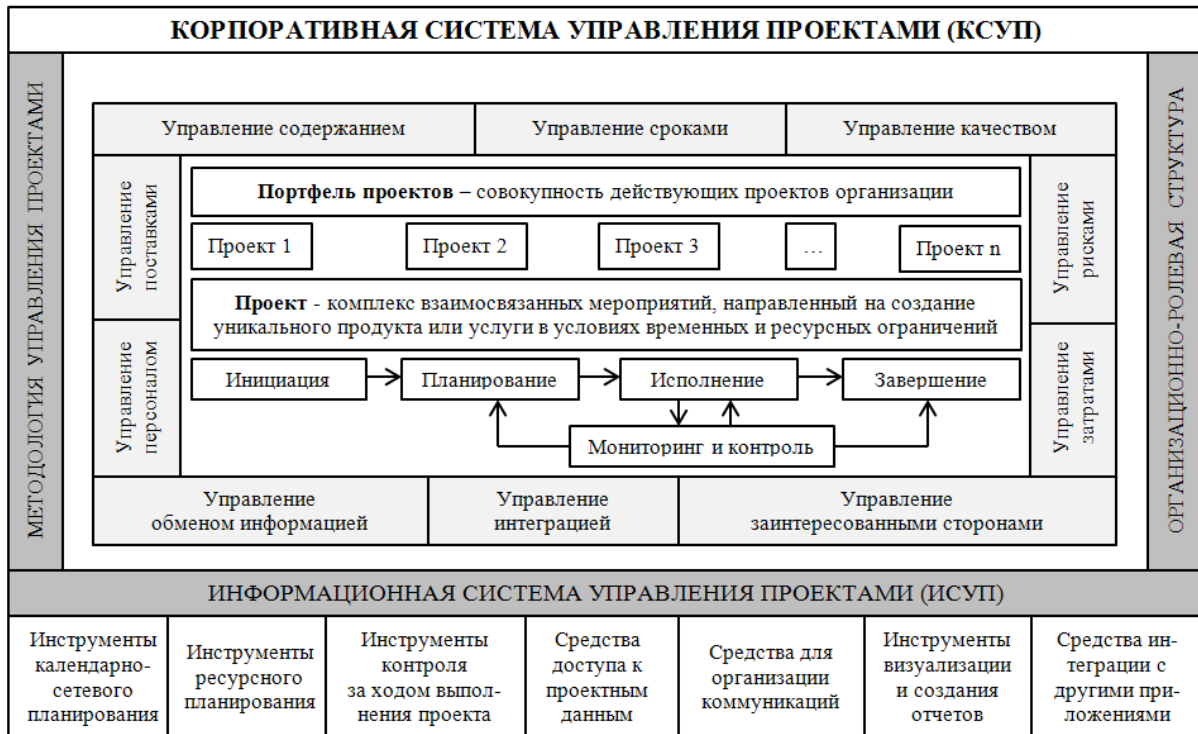 КОРПОРАТИВНАЯ СИСТЕМА УПРАВЛЕНИЯ ПРОЕКТАМИ (КСУП)
МЕТОДОЛОГИЯ УПРАВЛЕНИЯ ПРОЕКТАМИ
Управление содержанием
Управление сроками
Управление качеством
Управление
поставками
Управление
персоналом
Портфель проектов – совокупность действующих проектов организации
Проект 1
Проект 2
Проект 3
...
Проект n
Проект - комплекс взаимосвязанных мероприятий, направленный на создание
уникального продукта или услуги в условиях временных и ресурсных ограничений
Инициация
Планирование
Исполнение
Завершение
Мониторинг и контроль
Управление
рисками
Управление
затратами
Управление
обменом информацией
Управление
интеграцией
Управление
заинтересованными сторонами
ОРГАНИЗАЦИОННО-РОЛЕВАЯ СТРУКТУРА
ИНФОРМАЦИОННАЯ СИСТЕМА УПРАВЛЕНИЯ ПРОЕКТАМИ (ИСУП)
Инструменты
календарно-
сетевого
планирования
Инструменты
ресурсного
планирования
Инструменты
контроля
за ходом выпол-
нения проекта
Средства
доступа к
проектным
данным
Средства для
организации
коммуникаций
Инструменты
визуализации
и создания
отчетов
Средства ин-
теграции с
другими при-
ложениями